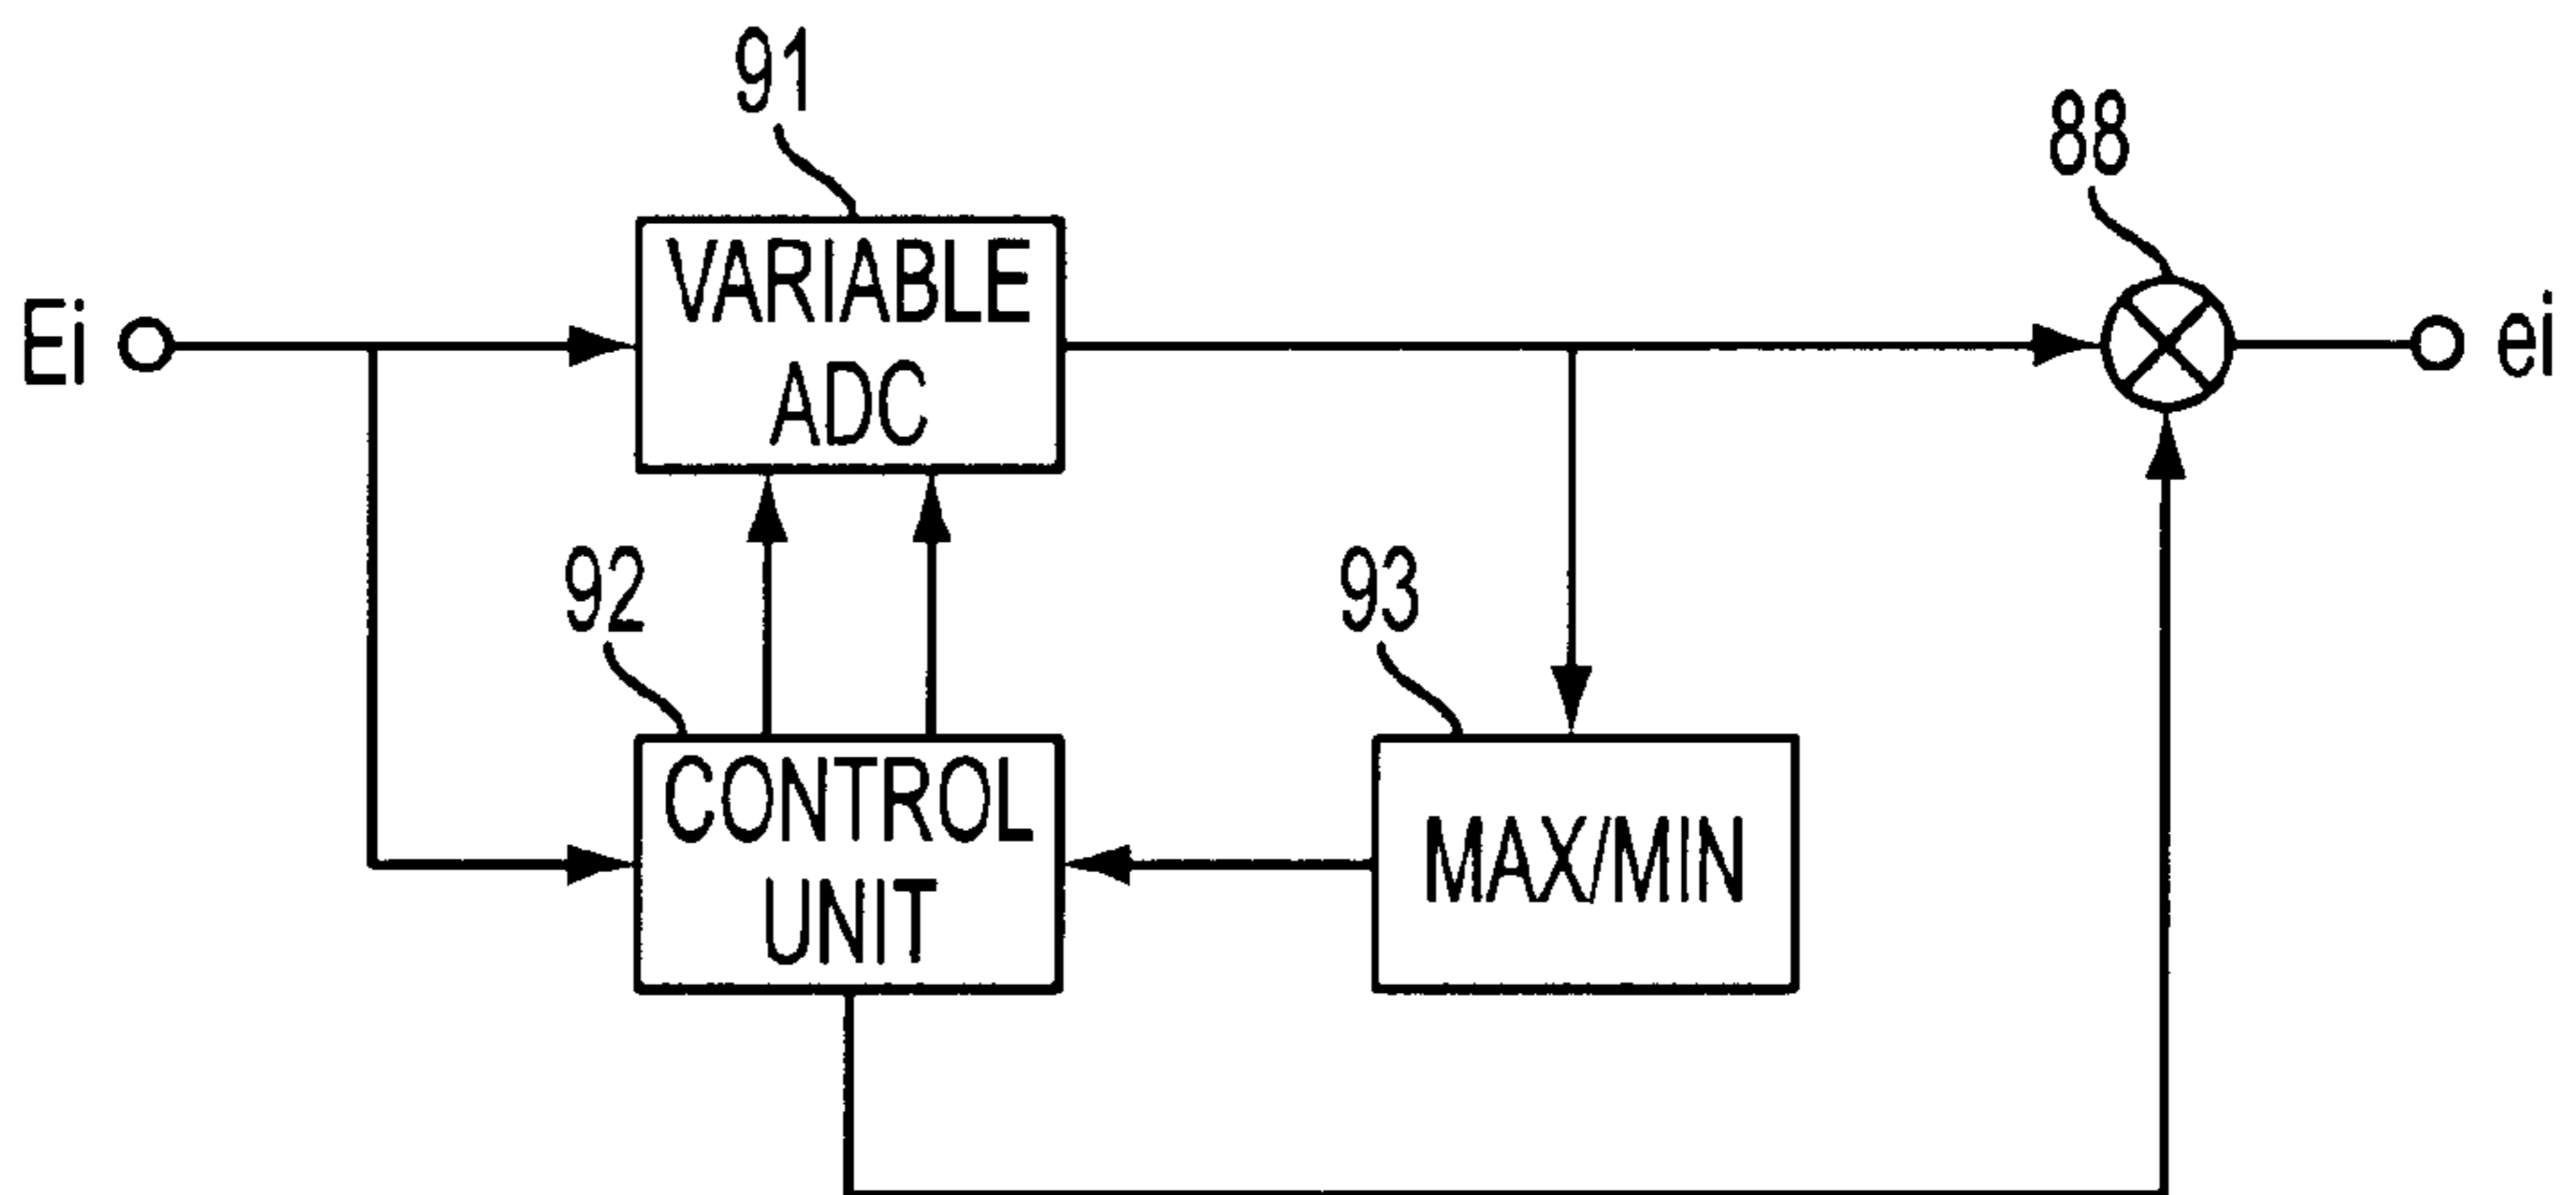 91
88
Ei
VARIABLE
ADC
ei
92
93
CONTROL
UNIT
MAX/MIN